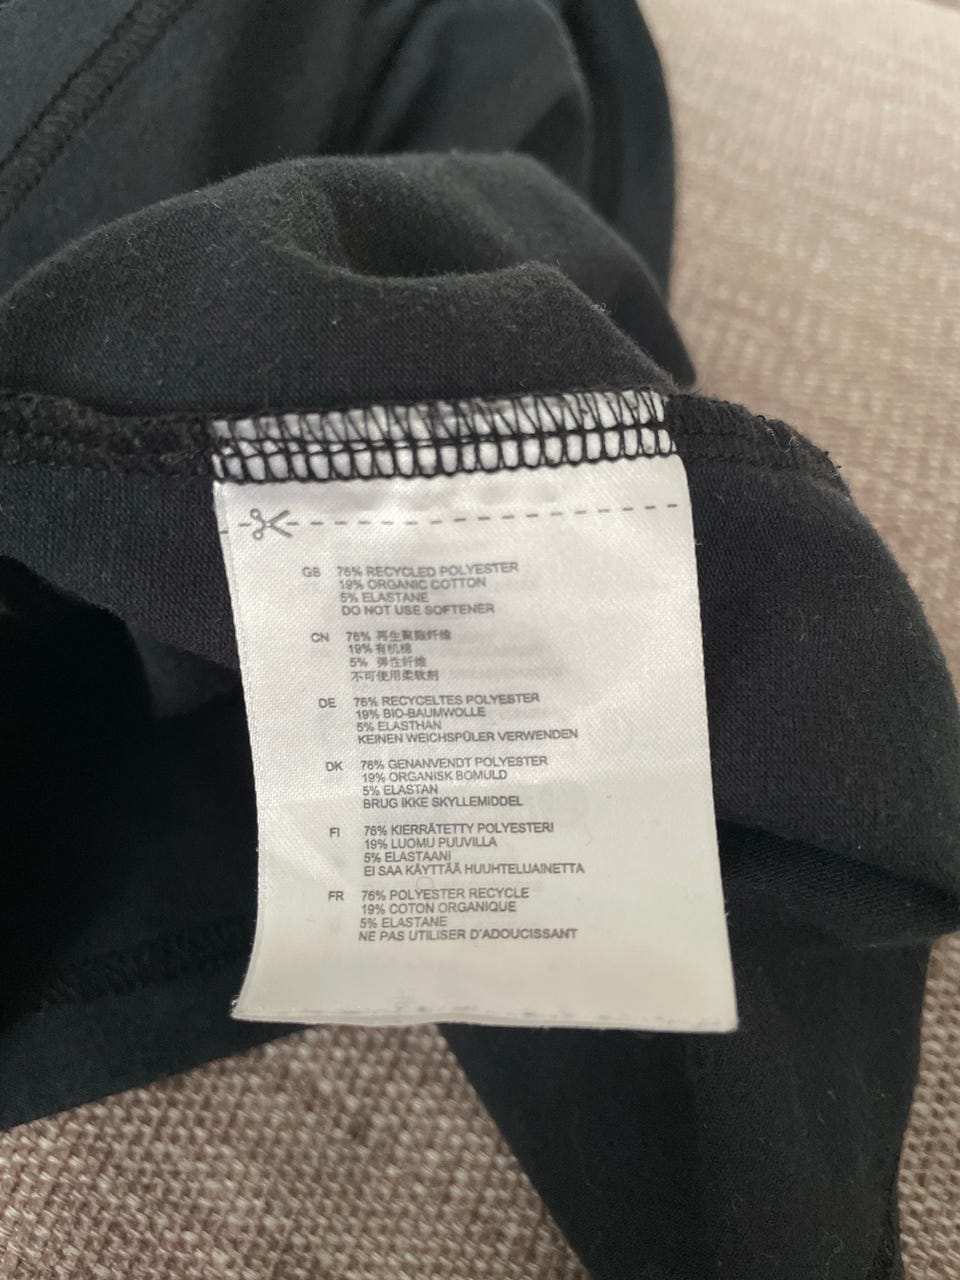 GB 76% RECYCLED POLYESTER
19% ORGANIC COTTON
5% ELASTANE
DO NOT USE SOFTENER
CN 76% 再生聚酯纤维
19% 有机棉
5% 弹性纤维
不可使用柔软剂
DE 76% RECYCELTES POLYESTER
19% BIO-BAUMWOLLE
5% ELASTHAN
KEINEN WEICHSPÜLER VERWENDEN
DK 76% GENANVENDT POLYESTER
19% ORGANISK BOMULD
5% ELASTAN
BRUG IKKE SKYLLEMIDDEL
FI 76% KIERRÄTETTY POLYESTERI
19% LUOMU PUUVILLA
5% ELASTAANI
EI SAA KÄYTTÄÄ HUUHTELUAINETTA
FR 76% POLYESTER RECYCLE
19% COTON ORGANIQUE
5% ELASTANE
NE PAS UTILISER D'ADOUCISSANT